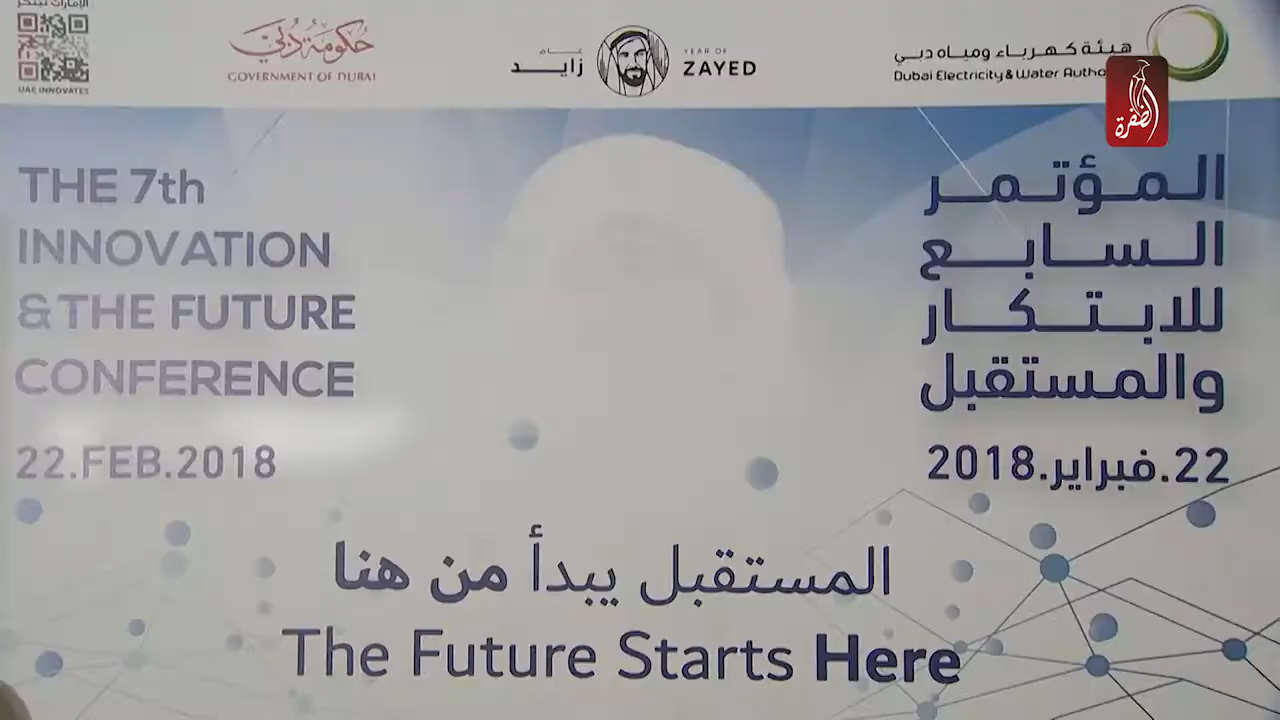 الإمارات تبتكر
UAE INNOVATES
حكومة دبي
GOVERNMENT OF DUBAI
عام
زايد
YEAR OF
ZAYED
هيئة كهرباء ومياه دبي
Dubai Electricity & Water
الظفرة
THE 7th
INNOVATION
& THE FUTURE
CONFERENCE
22.FEB.2018
المؤتمر
السابع
للابتكار
والمستقبل
22.فبراير.2018
المستقبل يبدأ من هنا
The Future Starts Here